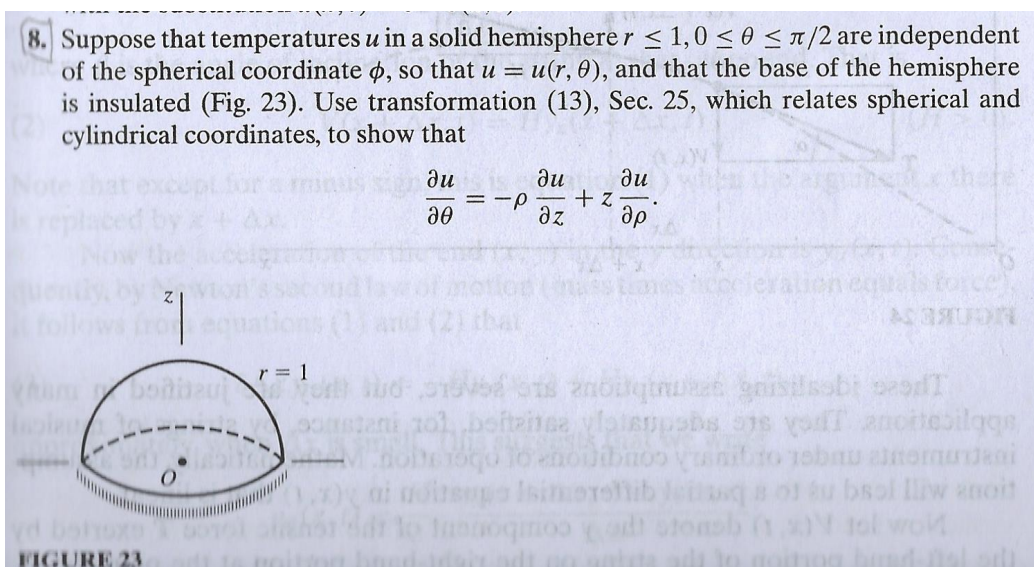 8. Suppose that temperatures u in a solid hemisphere r ≤ 1, 0 < θ < π/2 are independent
of the spherical coordinate ϕ, so that u = u(r, θ), and that the base of the hemisphere
is insulated (Fig. 23). Use transformation (13), Sec. 25, which relates spherical and
cylindrical coordinates, to show that
∂u/∂θ = −ρ ∂u/∂z + z ∂u/∂ρ.
z
r = 1
O
FIGURE 23